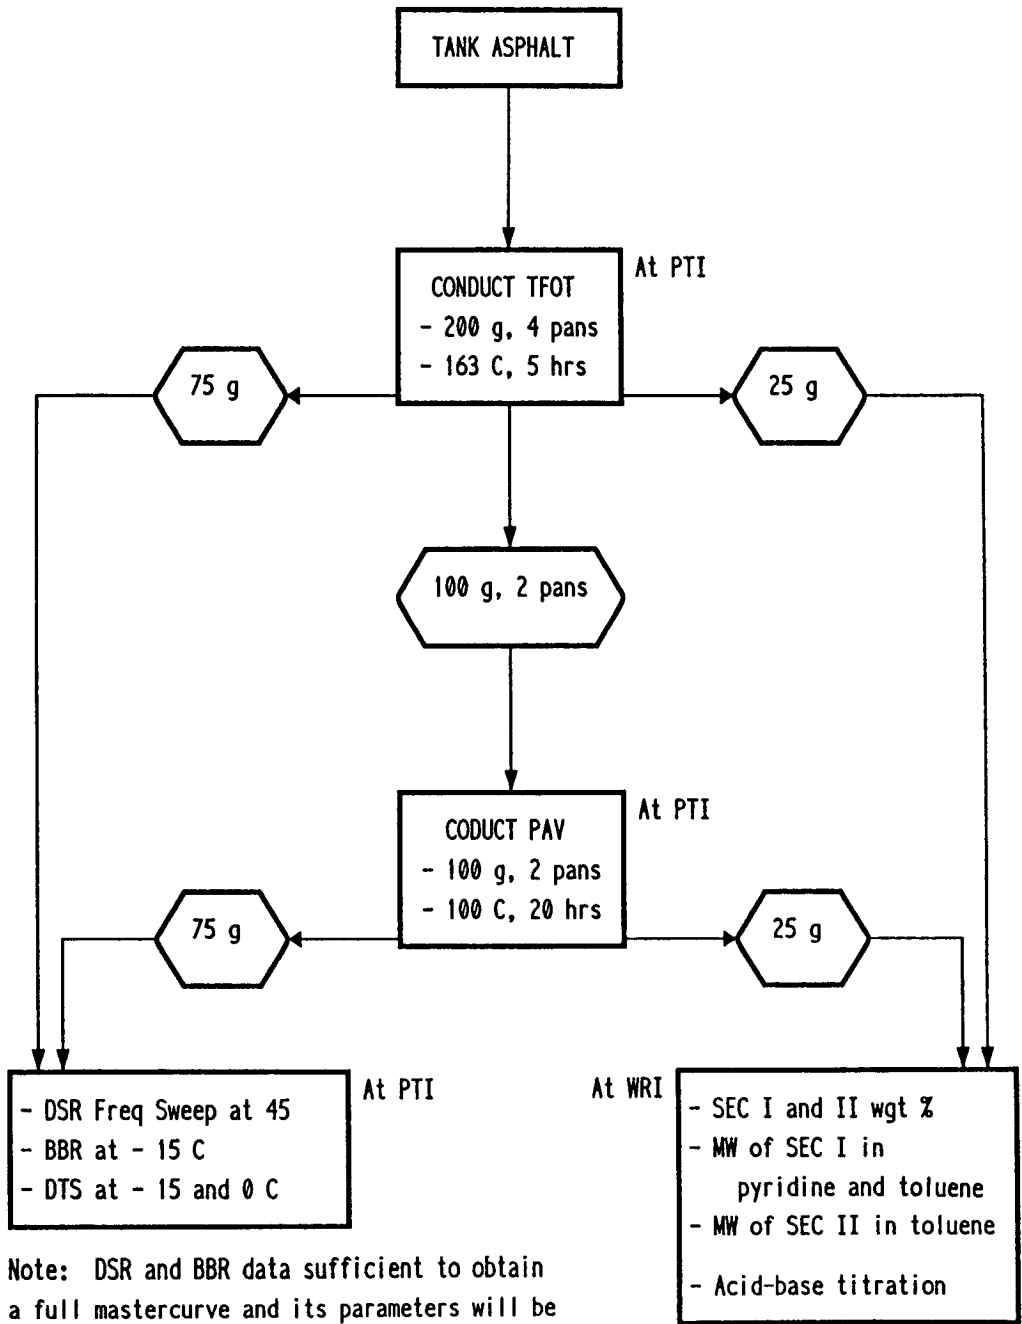 TANK ASPHALT
At PTI
CONDUCT TFOT
- 200 g, 4 pans
- 163 C, 5 hrs
75 g
25 g
100 g, 2 pans
At PTI
CODUCT PAV
- 100 g, 2 pans
- 100 C, 20 hrs
75 g
25 g
At PTI
- DSR Freq Sweep at 45
- BBR at - 15 C
- DTS at - 15 and 0 C
At WRI
- SEC I and II wgt %
- MW of SEC I in
pyridine and toluene
- MW of SEC II in toluene
- Acid-base titration
Note: DSR and BBR data sufficient to obtain
a full mastercurve and its parameters will be